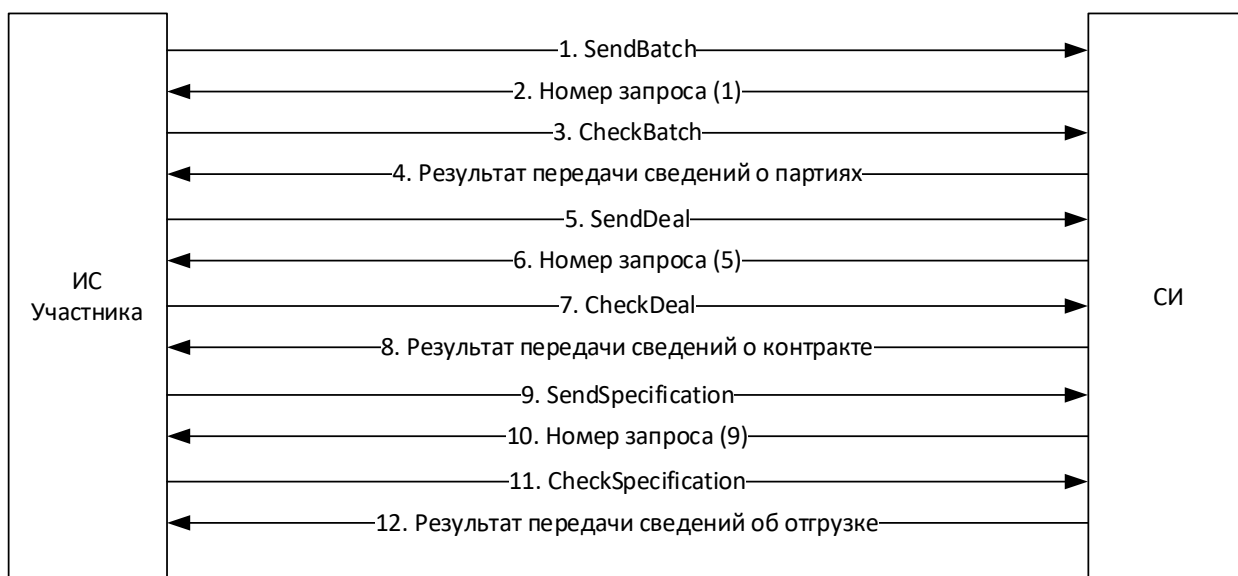 1. SendBatch
2. Номер запроса (1)
3. CheckBatch
4. Результат передачи сведений о партиях
5. SendDeal
6. Номер запроса (5)
ИС
Участника
7. CheckDeal
СИ
8. Результат передачи сведений о контракте
9. SendSpecification
10. Номер запроса (9)
11. CheckSpecification
12. Результат передачи сведений об отгрузке